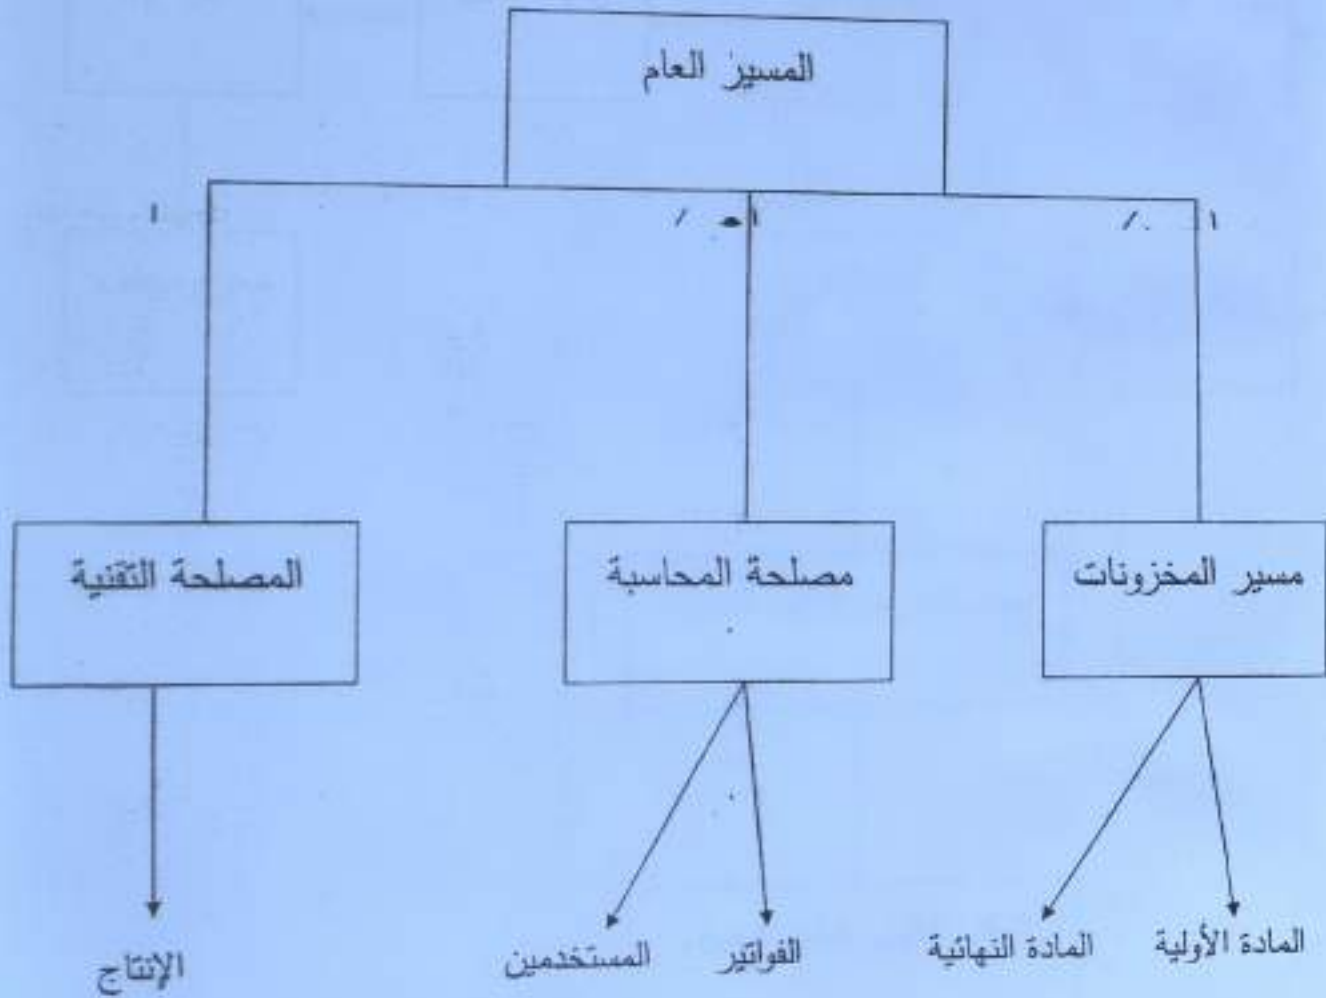 المسير العام
مسير المخزونات
مصلحة المحاسبة
المصلحة التقنية
المادة الأولية
المادة النهائية
الفواتير
المستخدمين
الإنتاج